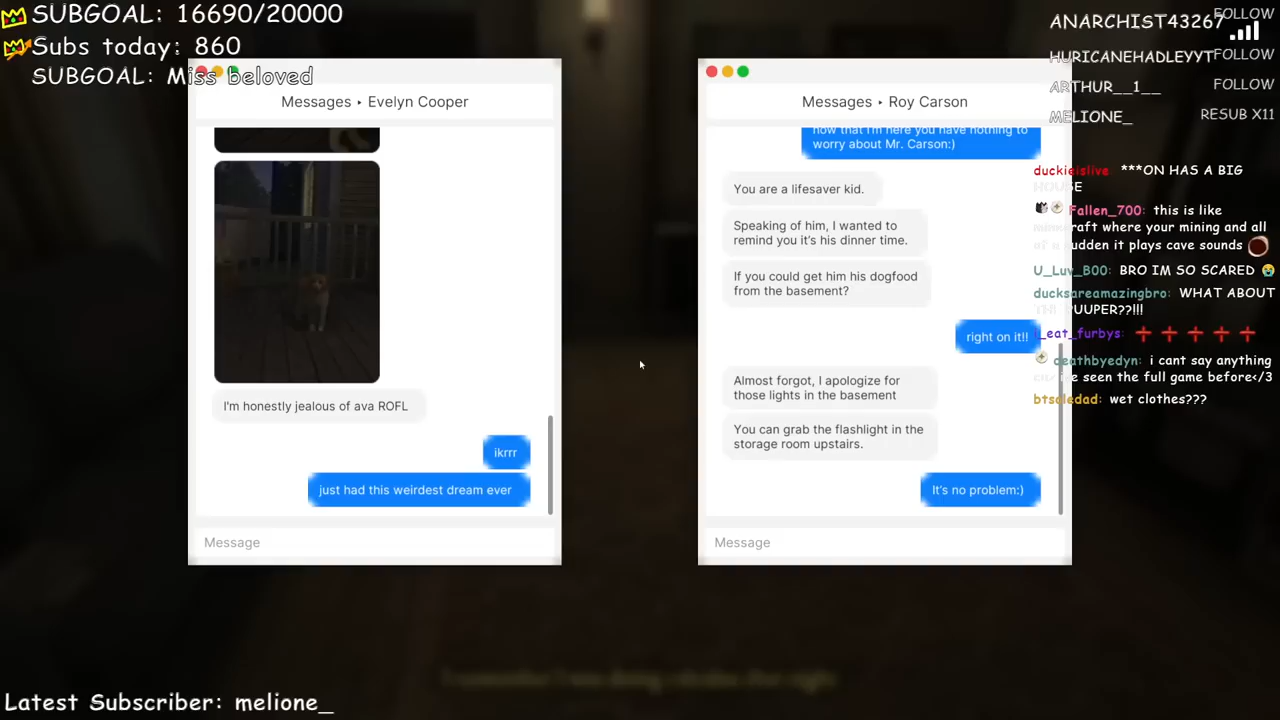 SUBGOAL: 16690/20000
Subs today: 860
SUBGOAL: Miss beloved
Messages ‣ Evelyn Cooper
I'm honestly jealous of ava ROFL
ikrrr
just had this weirdest dream ever
Message
Messages ‣ Roy Carson
now that I'm here you have nothing to
worry about Mr. Carson:)
You are a lifesaver kid.
Speaking of him, I wanted to
remind you it's his dinner time.
If you could get him his dogfood
from the basement?
right on it!!
Almost forgot, I apologize for
those lights in the basement
You can grab the flashlight in the
storage room upstairs.
It's no problem:)
Message
ANARCHIST43267 FOLLOW
HURICANEHADLEYYT FOLLOW
ARTHUR__1__ FOLLOW
MELIONE_ RESUB X11
duckieislive: ***ON HAS A BIG
HOUSE
Fallen_700: this is like
minecraft where your mining and all
of a sudden it plays cave sounds
U_Luv_B00: BRO IM SO SCARED 😭
ducksareamazingbro: WHAT ABOUT
PUUPER??!!!
_eat_furbys:
deathbyedyn: i cant say anything
ive seen the full game before</3
btsoledad: wet clothes???
Latest Subscriber: melione_